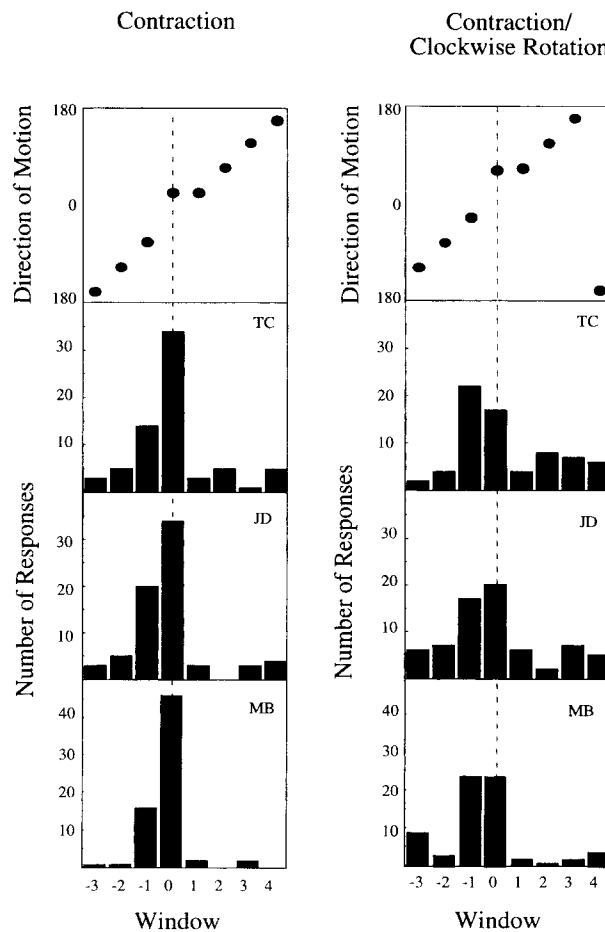 Contraction
Contraction/
Clockwise Rotation
Direction of Motion
180
0
180
Direction of Motion
180
0
180
TC
30
20
10
TC
30
20
10
Number of Responses
JD
30
20
10
Number of Responses
JD
30
20
10
MB
40
30
20
10
MB
40
30
20
10
-3 -2 -1 0 1 2 3 4
-3 -2 -1 0 1 2 3 4
Window
Window